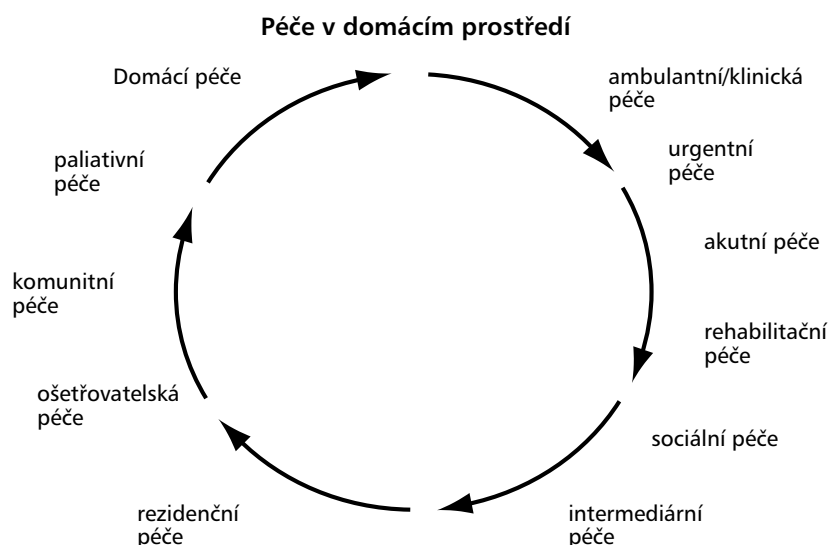 Péče v domácím prostředí
ambulantní/klinická
péče
urgentní
péče
akutní péče
rehabilitační
péče
sociální péče
intermediární
péče
rezidenční
péče
ošetřovatelská
péče
komunitní
péče
paliativní
péče
Domácí péče